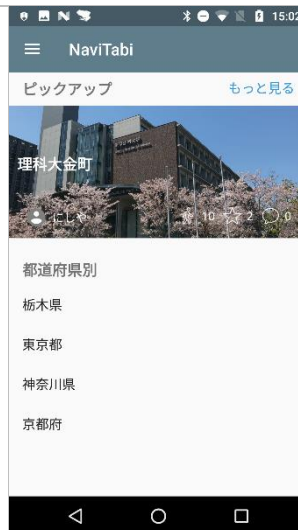 15:02
NaviTabi
ピックアップ
もっと見る
理科大金町
にしや
10 2 0
都道府県別
栃木県
東京都
神奈川県
京都府